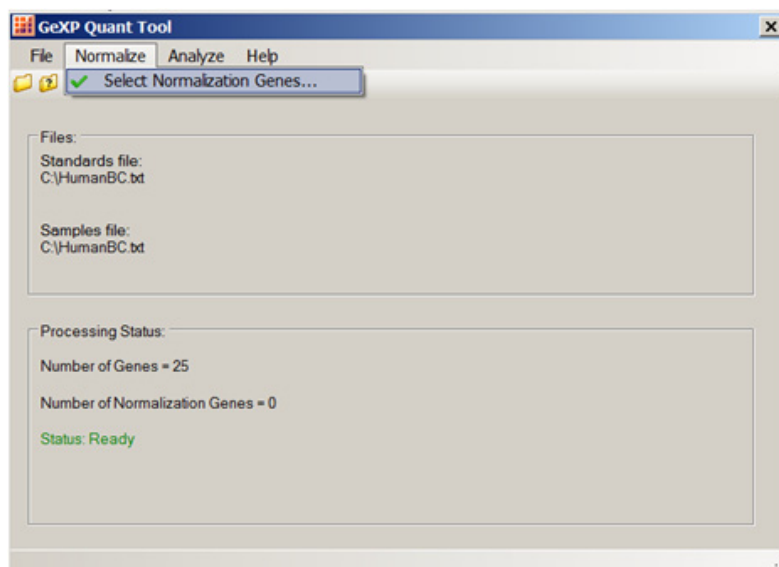 GeXP Quant Tool
File Normalize Analyze Help
Select Normalization Genes...
Files:
Standards file:
C:\HumanBC.txt
Samples file:
C:\HumanBC.txt
Processing Status:
Number of Genes = 25
Number of Normalization Genes = 0
Status: Ready